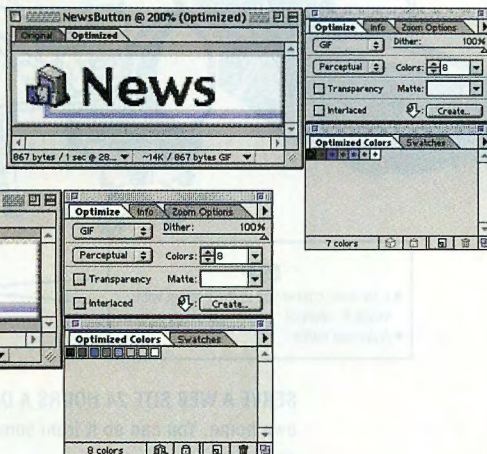 NewsButton @ 200% (Optimized)
Original Optimized
News
867 bytes / 1 sec @ 28... ~14K / 867 bytes GIF
Optimize Info Zoom Options
GIF Dither: 100%
Perceptual Colors: 8
Transparency Matte:
Interlaced Create...
Optimized Colors Swatches
7 colors
Optimize Info Zoom Options
GIF Dither: 100%
Perceptual Colors: 8
Transparency Matte:
Interlaced Create...
Optimized Colors Swatches
8 colors